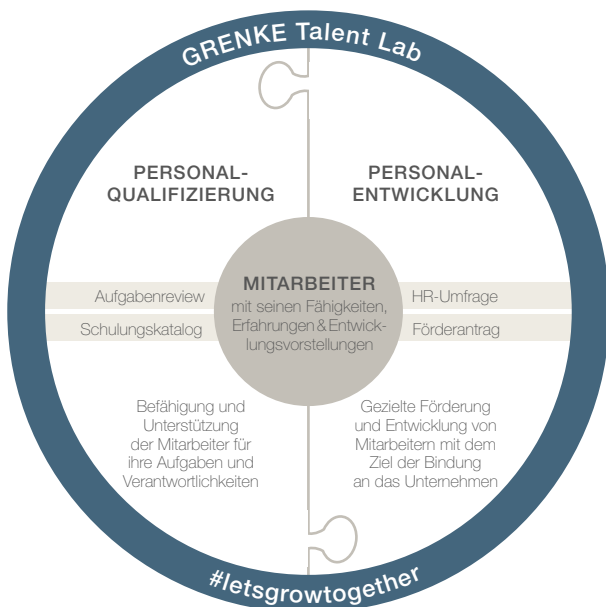 GRENKE Talent Lab
PERSONAL-
QUALIFIZIERUNG
PERSONAL-
ENTWICKLUNG
Aufgabenreview
Schulungskatalog
MITARBEITER
mit seinen Fähigkeiten,
Erfahrungen & Entwick-
lungsvorstellungen
HR-Umfrage
Förderantrag
Befähigung und
Unterstützung
der Mitarbeiter für
ihre Aufgaben und
Verantwortlichkeiten
Gezielte Förderung
und Entwicklung von
Mitarbeitern mit dem
Ziel der Bindung
an das Unternehmen
#letsgrowtogether